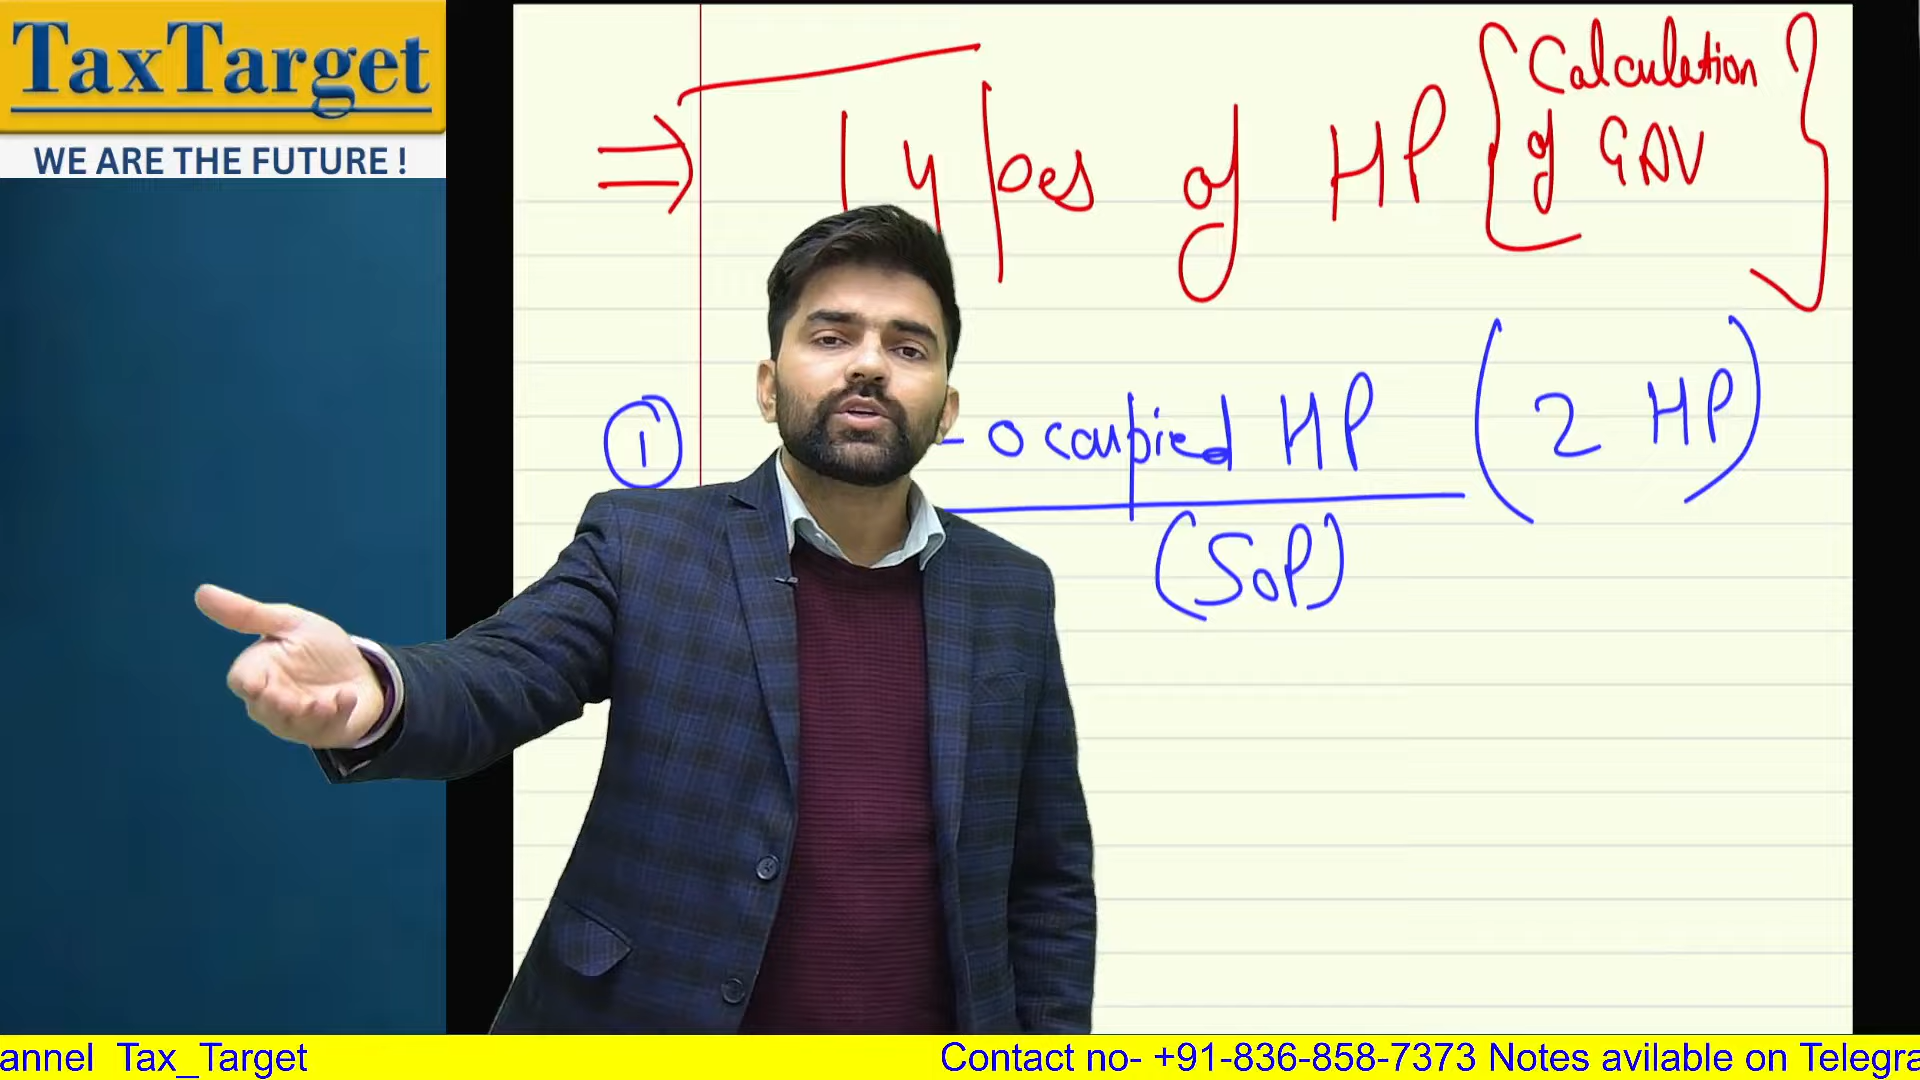 TaxTarget
WE ARE THE FUTURE !
⇒ Types of HP { Calculation of GAV }
① - occupied HP (2 HP)
(SOP)
annel Tax_Target Contact no- +91-836-858-7373 Notes avilable on Telegra